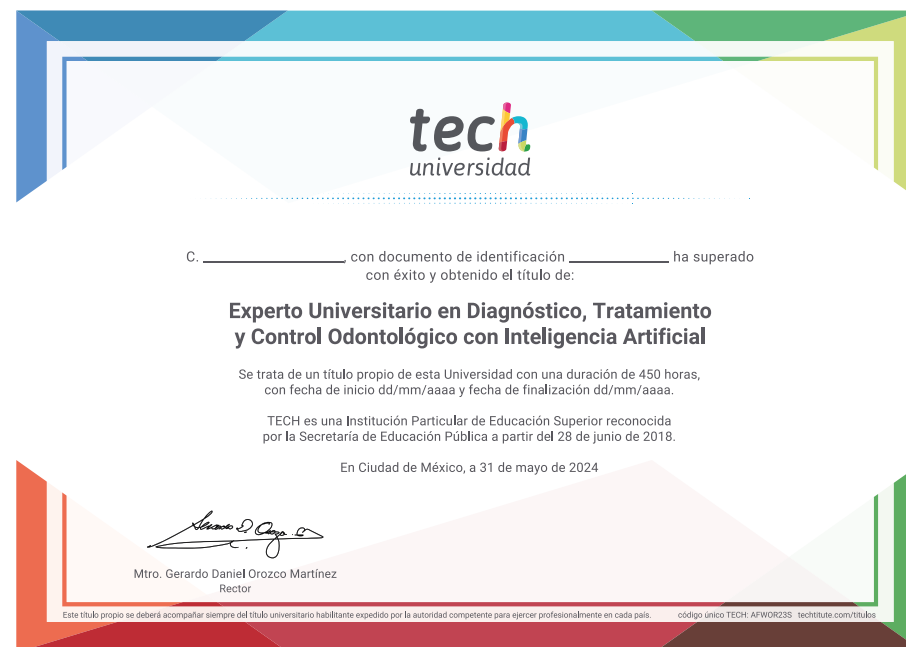 tech
universidad
C. ____________, con documento de identificación ____________ ha superado
con éxito y obtenido el título de:
Experto Universitario en Diagnóstico, Tratamiento
y Control Odontológico con Inteligencia Artificial
Se trata de un título propio de esta Universidad con una duración de 450 horas,
con fecha de inicio dd/mm/aaaa y fecha de finalización dd/mm/aaaa.
TECH es una Institución Particular de Educación Superior reconocida
por la Secretaría de Educación Pública a partir del 28 de junio de 2018.
En Ciudad de México, a 31 de mayo de 2024
Mtro. Gerardo Daniel Orozco Martínez
Rector
Este título propio se deberá acompañar siempre del título universitario habilitante expedido por la autoridad competente para ejercer profesionalmente en cada país. código único TECH: AFWOR23S techtitute.com/titulos